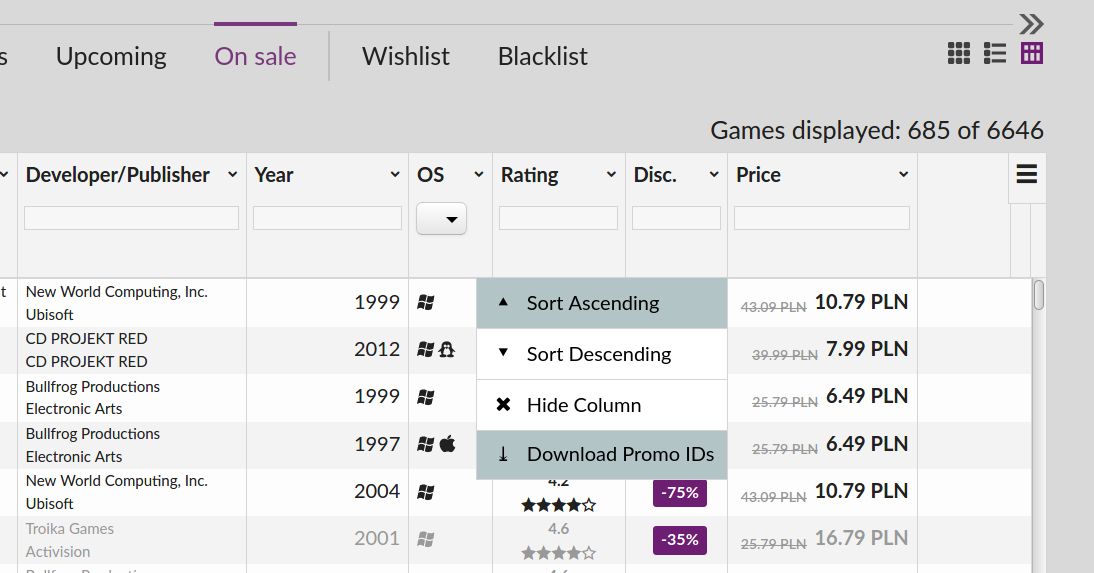 s Upcoming On sale Wishlist Blacklist
Games displayed: 685 of 6646
Developer/Publisher Year OS Rating Disc. Price
t New World Computing, Inc.
Ubisoft
1999 43.09 PLN 10.79 PLN
CD PROJEKT RED
CD PROJEKT RED
2012 39.99 PLN 7.99 PLN
Bullfrog Productions
Electronic Arts
1999 25.79 PLN 6.49 PLN
Bullfrog Productions
Electronic Arts
1997 25.79 PLN 6.49 PLN
New World Computing, Inc.
Ubisoft
2004 4.2 -75% 43.09 PLN 10.79 PLN
Troika Games
Activision
2001 4.6 -35% 25.79 PLN 16.79 PLN
Sort Ascending
Sort Descending
Hide Column
Download Promo IDs